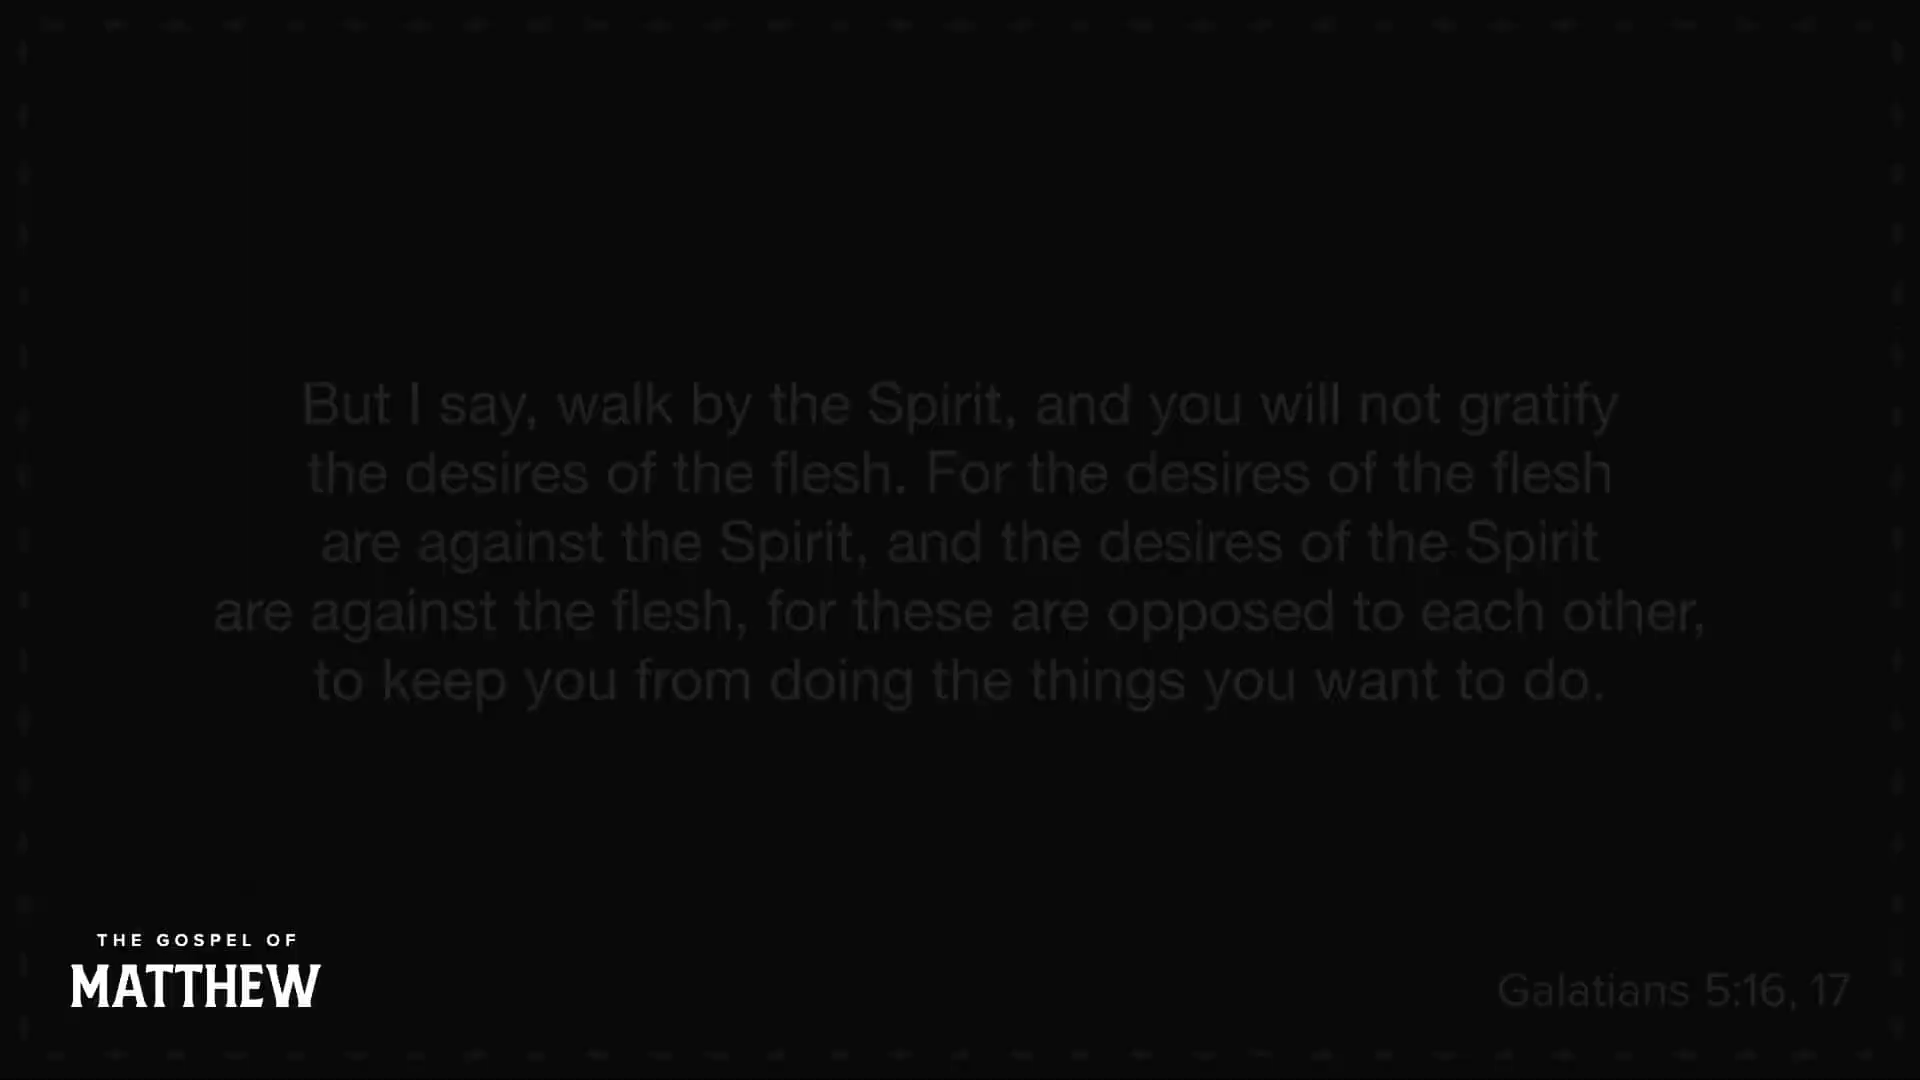 But I say, walk by the Spirit, and you will not gratify
the desires of the flesh. For the desires of the flesh
are against the Spirit, and the desires of the Spirit
are against the flesh, for these are opposed to each other,
to keep you from doing the things you want to do.
THE GOSPEL OF
MATTHEW
Galatians 5:16, 17